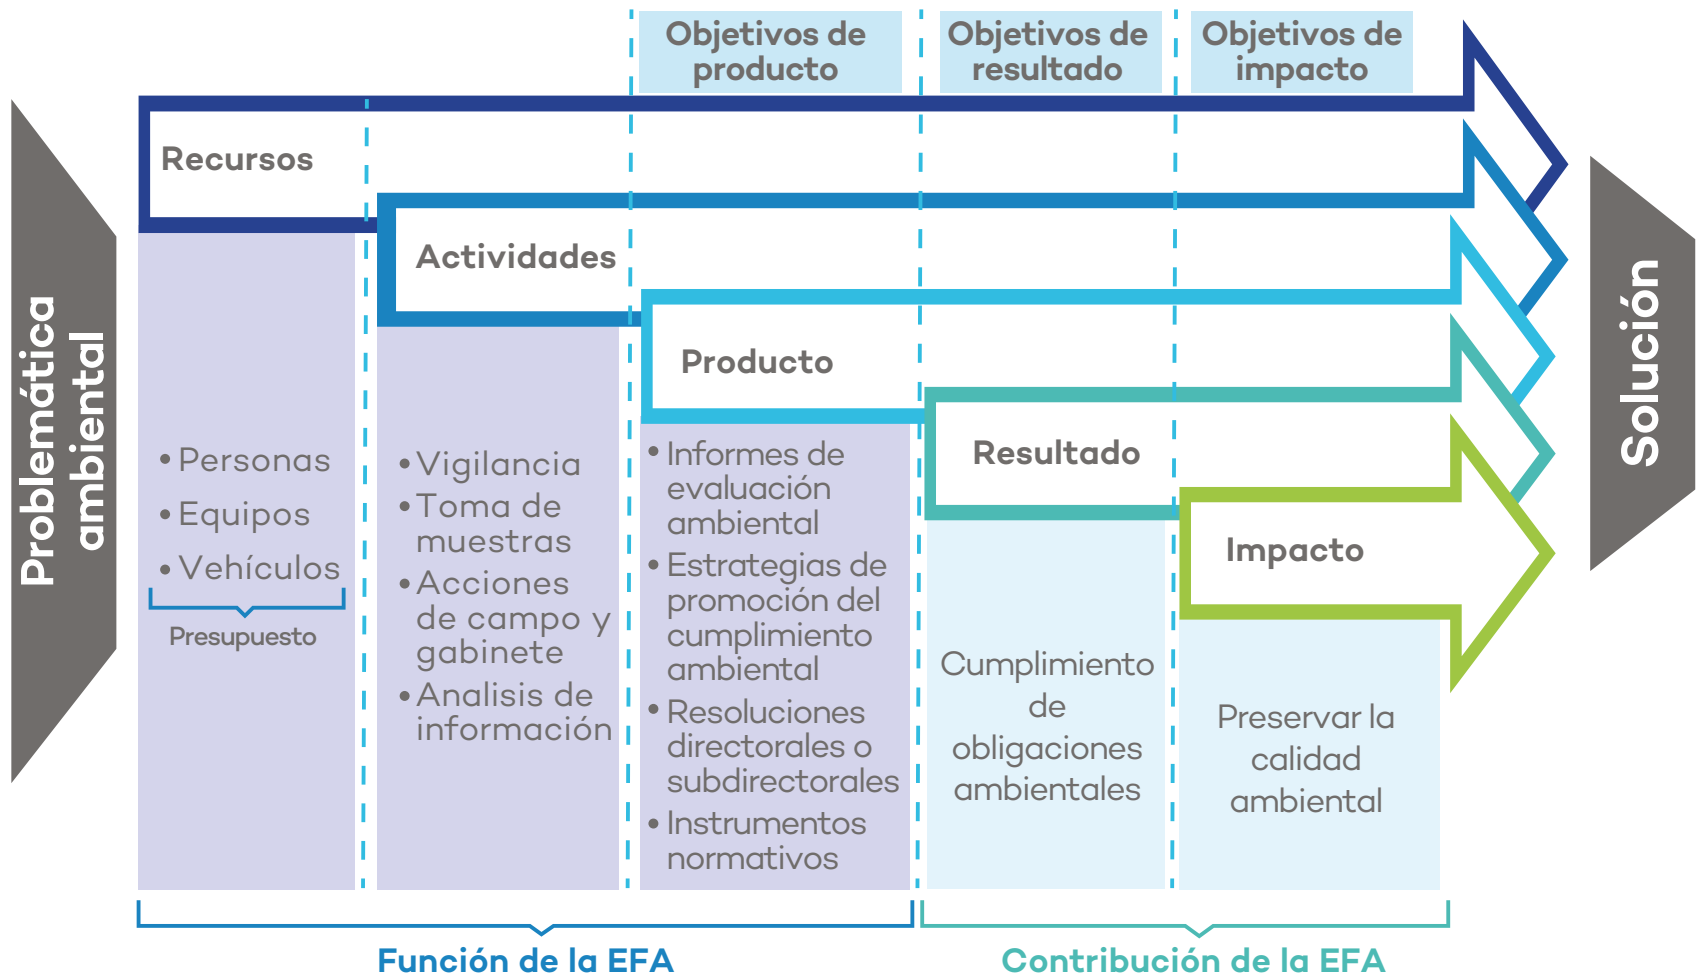 Objetivos de
producto
Objetivos de
resultado
Objetivos de
impacto
Problemática
ambiental
Recursos
• Personas
• Equipos
• Vehículos
Presupuesto
Actividades
• Vigilancia
• Toma de
muestras
• Acciones
de campo y
gabinete
• Analisis de
información
Producto
• Informes de
evaluación
ambiental
• Estrategias de
promoción del
cumplimiento
ambiental
• Resoluciones
directorales o
subdirectorales
• Instrumentos
normativos
Resultado
Cumplimiento
de
obligaciones
ambientales
Impacto
Preservar la
calidad
ambiental
Solución
Función de la EFA
Contribución de la EFA